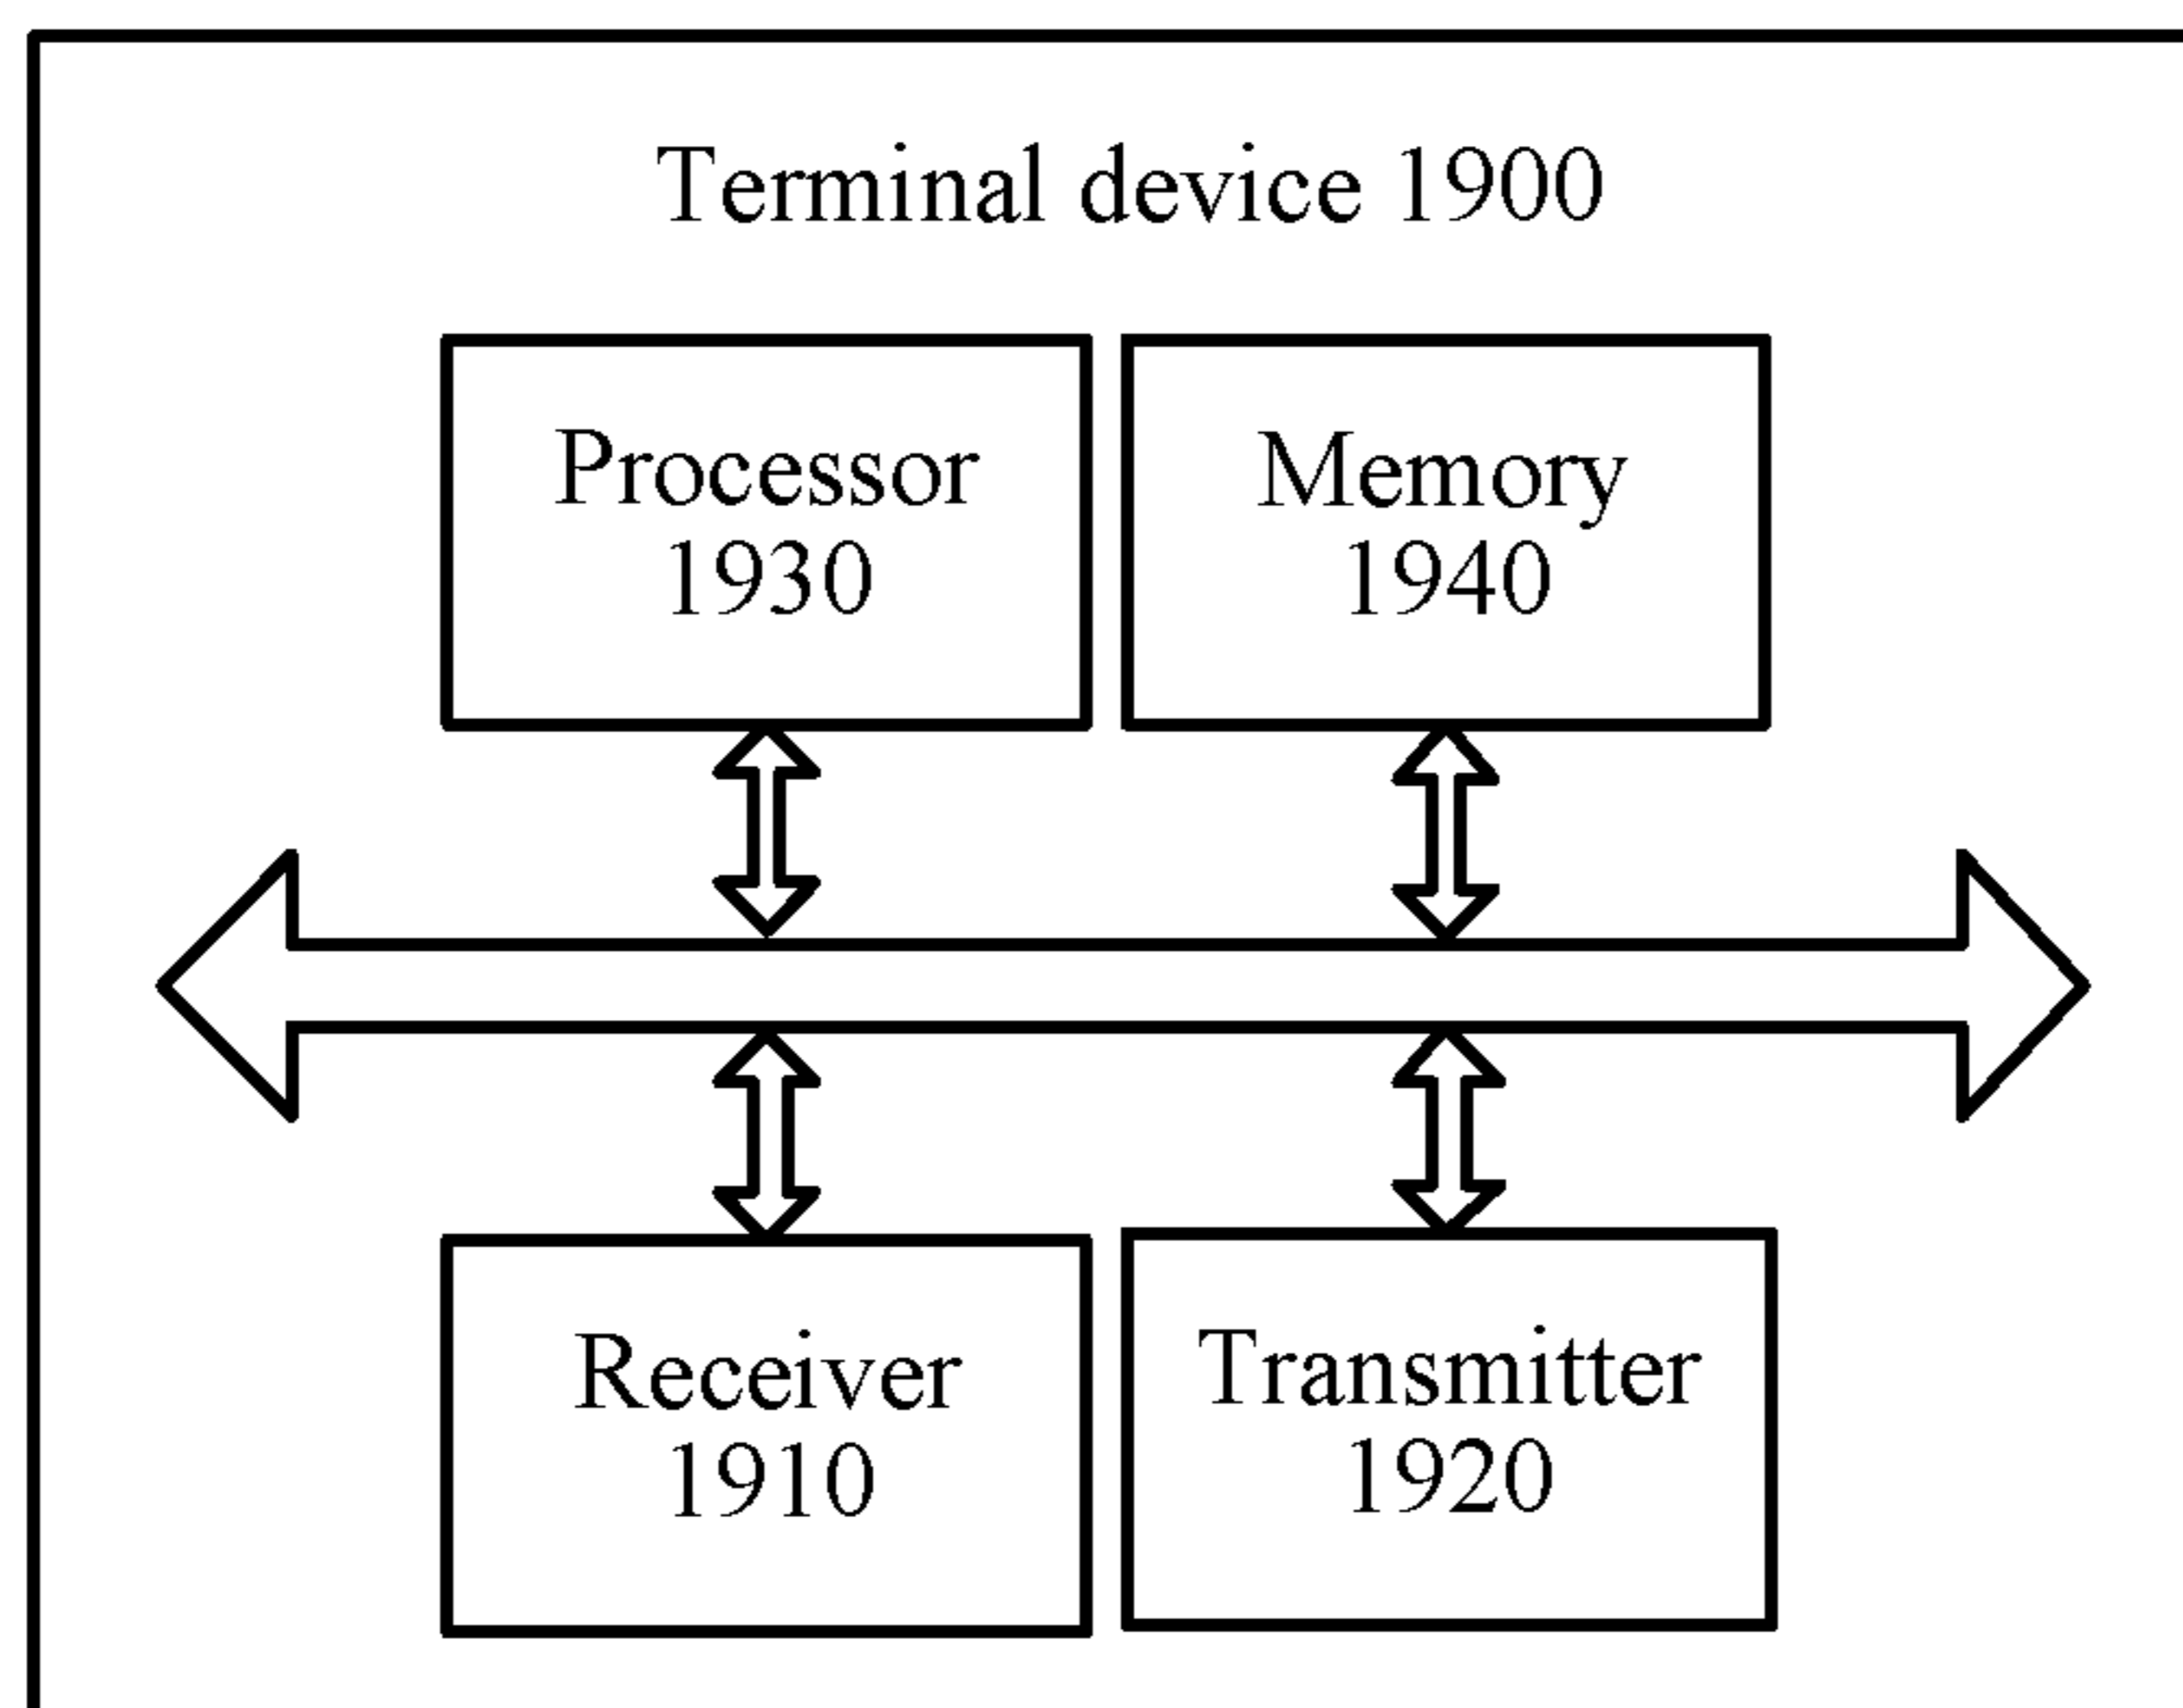 Terminal device 1900
Processor
1930
Memory
1940
Receiver
1910
Transmitter
1920